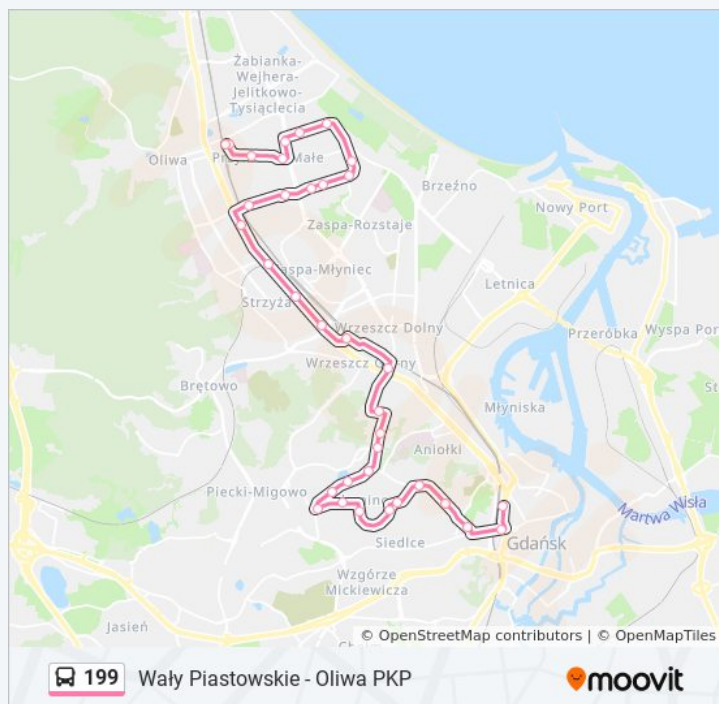 Żabianka-
Wejhera-
Jelitkowo-
Tysiąclecia
Oliwa
Małe
Brzeźno
Nowy Port
Zaspa-Rozstaje
Zaspa-Młyniec
Letnica
Strzyża
Wrzeszcz Dolny
Przeróbka
Wyspa Por
Wrzeszcz Górny
Brętowo
Młyniska
Aniołki
Piecki-Migowo
Martwa Wisła
Siedlce
Gdańsk
Wzgórze
Mickiewicza
Jasień
© OpenStreetMap contributors | © OpenMapTiles
199 Wały Piastowskie - Oliwa PKP
moovit